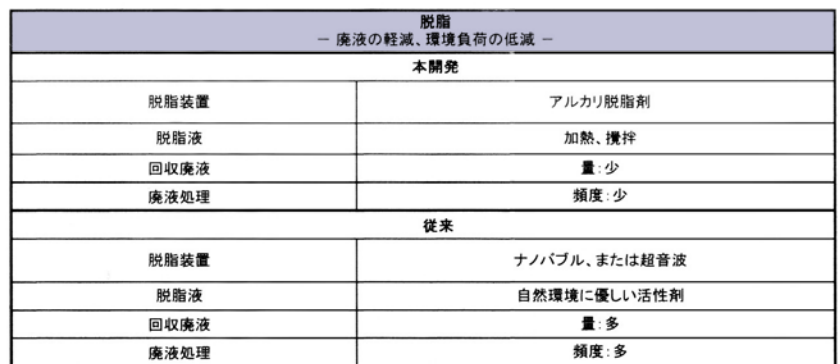 脱脂
－ 廃液の軽減、環境負荷の低減 －
本開発
脱脂装置 アルカリ脱脂剤
脱脂液 加熱、攪拌
回収廃液 量:少
廃液処理 頻度:少
従来
脱脂装置 ナノバブル、または超音波
脱脂液 自然環境に優しい活性剤
回収廃液 量:多
廃液処理 頻度:多